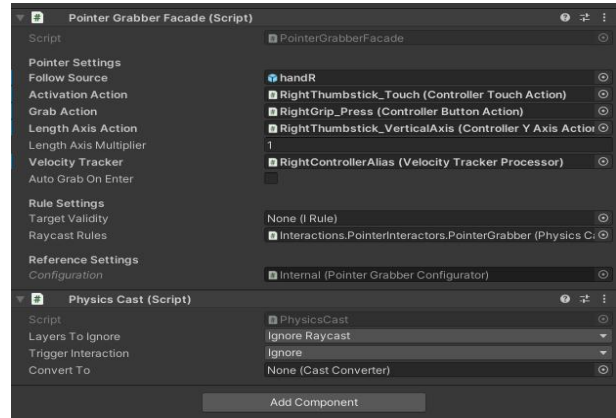 # Pointer Grabber Facade (Script)
Script # PointerGrabberFacade
Pointer Settings
Follow Source handR
Activation Action # RightThumbstick_Touch (Controller Touch Action)
Grab Action # RightGrip_Press (Controller Button Action)
Length Axis Action # RightThumbstick_VerticalAxis (Controller Y Axis Action
Length Axis Multiplier 1
Velocity Tracker # RightControllerAlias (Velocity Tracker Processor)
Auto Grab On Enter
Rule Settings
Target Validity None (I Rule)
Raycast Rules # Interactions.PointerInteractors.PointerGrabber (Physics Ca
Reference Settings
Configuration # Internal (Pointer Grabber Configurator)
# Physics Cast (Script)
Script # PhysicsCast
Layers To Ignore Ignore Raycast
Trigger Interaction Ignore
Convert To None (Cast Converter)
Add Component